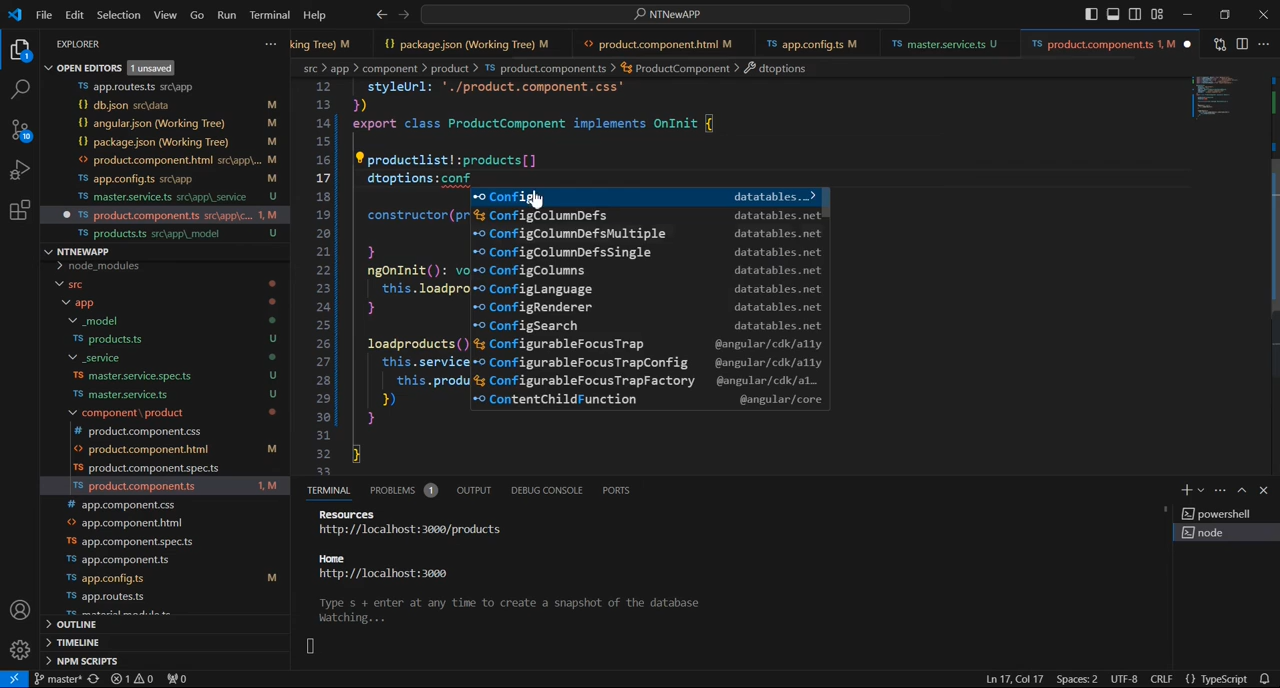 File Edit Selection View Go Run Terminal Help
NTNewAPP
EXPLORER
king Tree) M
package.json (Working Tree) M
product.component.html M
app.config.ts M
master.service.ts U
product.component.ts 1, M
OPEN EDITORS 1 unsaved
src > app > component > product > TS product.component.ts > ProductComponent > dtoptions
app.routes.ts src\app
db.json src\data M
angular.json (Working Tree) M
package.json (Working Tree) M
product.component.html src\app\... M
app.config.ts src\app M
master.service.ts src\app\_service U
product.component.ts src\app\c... 1, M
products.ts src\app\_model U
NTNEWAPP
node_modules
src
app
_model
products.ts U
_service
master.service.spec.ts U
master.service.ts U
component \ product
product.component.css
product.component.html M
product.component.spec.ts
product.component.ts 1, M
app.component.css
app.component.html
app.component.spec.ts
app.component.ts
app.config.ts M
app.routes.ts
material.module.ts
OUTLINE
TIMELINE
NPM SCRIPTS
12 styleUrl: './product.component.css'
13 })
14 export class ProductComponent implements OnInit {
15
16 productlist!:products[]
17 dtoptions:conf
18
19 constructor(pr
20
21 }
22 ngOnInit(): vo
23 this.loadpro
24 }
25
26 loadproducts()
27 this.service
28 this.produ
29 })
30 }
31
32 }
33
Config datatables.…
ConfigColumnDefs datatables.net
ConfigColumnDefsMultiple datatables.net
ConfigColumnDefsSingle datatables.net
ConfigColumns datatables.net
ConfigLanguage datatables.net
ConfigRenderer datatables.net
ConfigSearch datatables.net
ConfigurableFocusTrap @angular/cdk/a11y
ConfigurableFocusTrapConfig @angular/cdk/a11y
ConfigurableFocusTrapFactory @angular/cdk/a1…
ContentChildFunction @angular/core
TERMINAL PROBLEMS 1 OUTPUT DEBUG CONSOLE PORTS
Resources
http://localhost:3000/products
Home
http://localhost:3000
Type s + enter at any time to create a snapshot of the database
Watching...
powershell
node
master* 1 0 0 Ln 17, Col 17 Spaces: 2 UTF-8 CRLF {} TypeScript